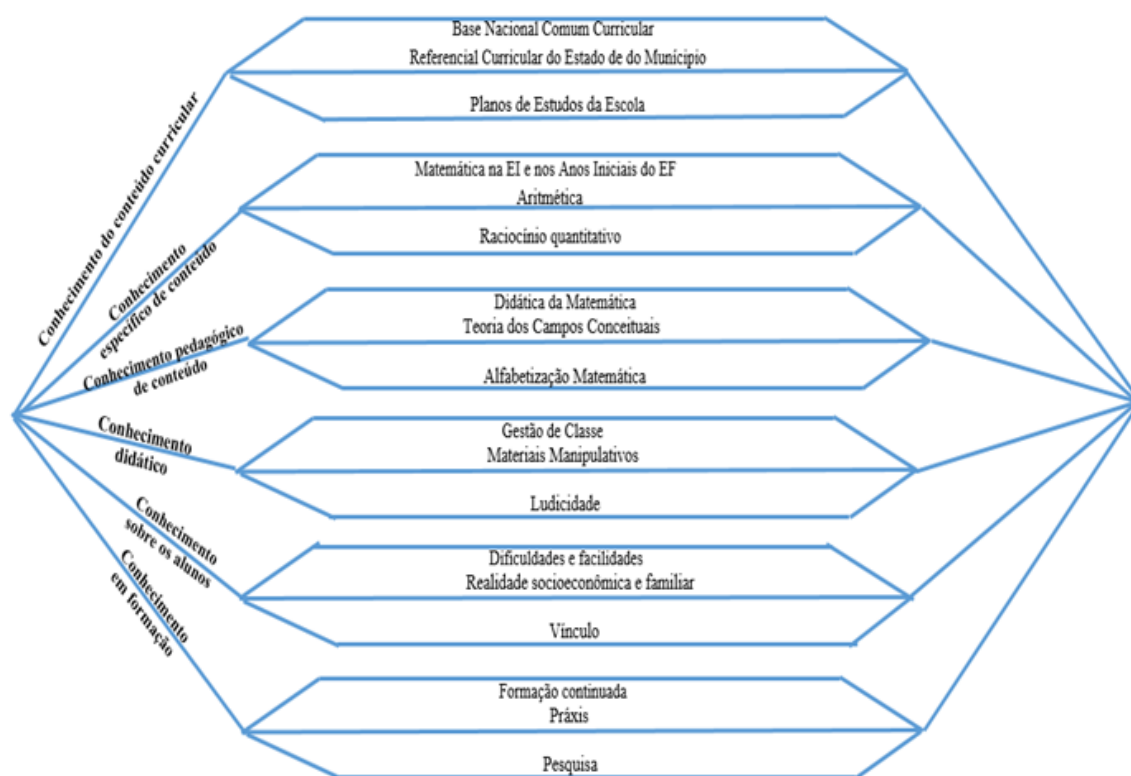 Conhecimento do conteúdo curricular
Base Nacional Comum Curricular
Referencial Curricular do Estado de do Munícipio
Planos de Estudos da Escola
Conhecimento
específico de conteúdo
Matemática na EI e nos Anos Iniciais do EF
Aritmética
Raciocínio quantitativo
Conhecimento pedagógico
de conteúdo
Didática da Matemática
Teoria dos Campos Conceituais
Alfabetização Matemática
Conhecimento
didático
Gestão de Classe
Materiais Manipulativos
Ludicidade
Conhecimento
sobre os alunos
Dificuldades e facilidades
Realidade socioeconômica e familiar
Vínculo
Conhecimento
em formação
Formação continuada
Práxis
Pesquisa